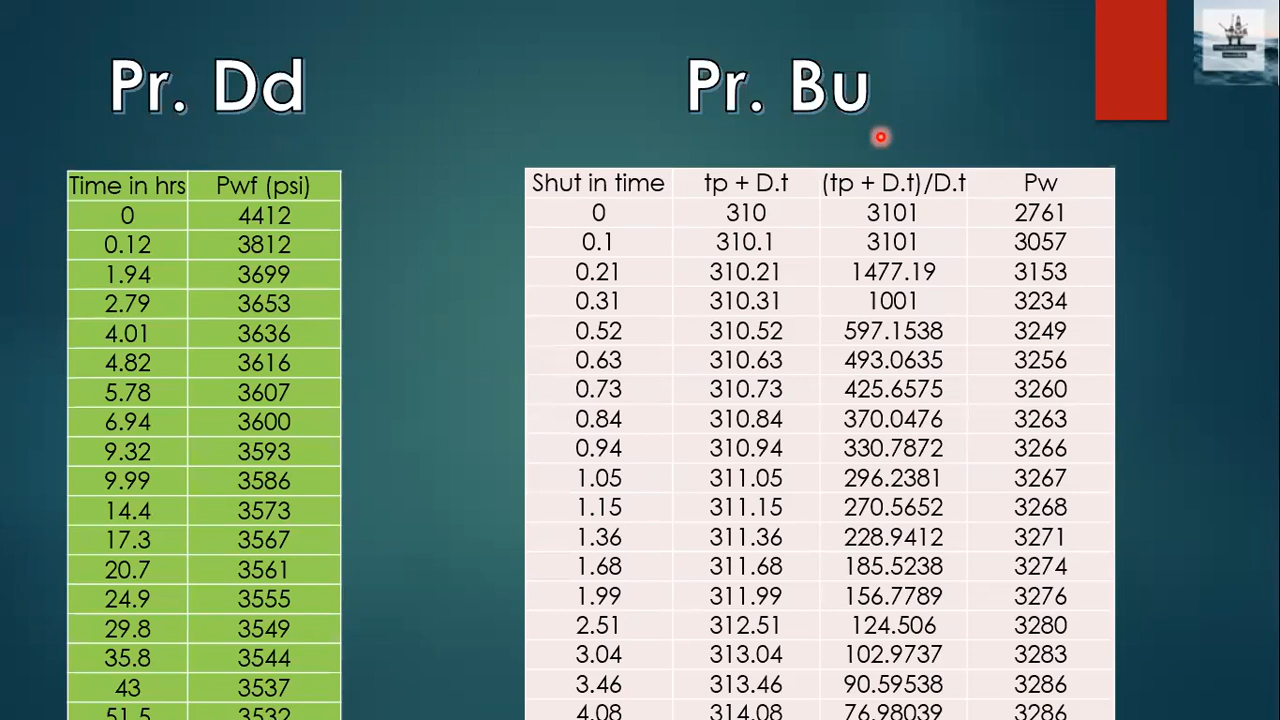 Pr. Dd
Pr. Bu
Time in hrs Pwf (psi)
0 4412
0.12 3812
1.94 3699
2.79 3653
4.01 3636
4.82 3616
5.78 3607
6.94 3600
9.32 3593
9.99 3586
14.4 3573
17.3 3567
20.7 3561
24.9 3555
29.8 3549
35.8 3544
43 3537
51.5 3532
Shut in time tp + D.t (tp + D.t)/D.t Pw
0 310 3101 2761
0.1 310.1 3101 3057
0.21 310.21 1477.19 3153
0.31 310.31 1001 3234
0.52 310.52 597.1538 3249
0.63 310.63 493.0635 3256
0.73 310.73 425.6575 3260
0.84 310.84 370.0476 3263
0.94 310.94 330.7872 3266
1.05 311.05 296.2381 3267
1.15 311.15 270.5652 3268
1.36 311.36 228.9412 3271
1.68 311.68 185.5238 3274
1.99 311.99 156.7789 3276
2.51 312.51 124.506 3280
3.04 313.04 102.9737 3283
3.46 313.46 90.59538 3286
4.08 314.08 76.98039 3286